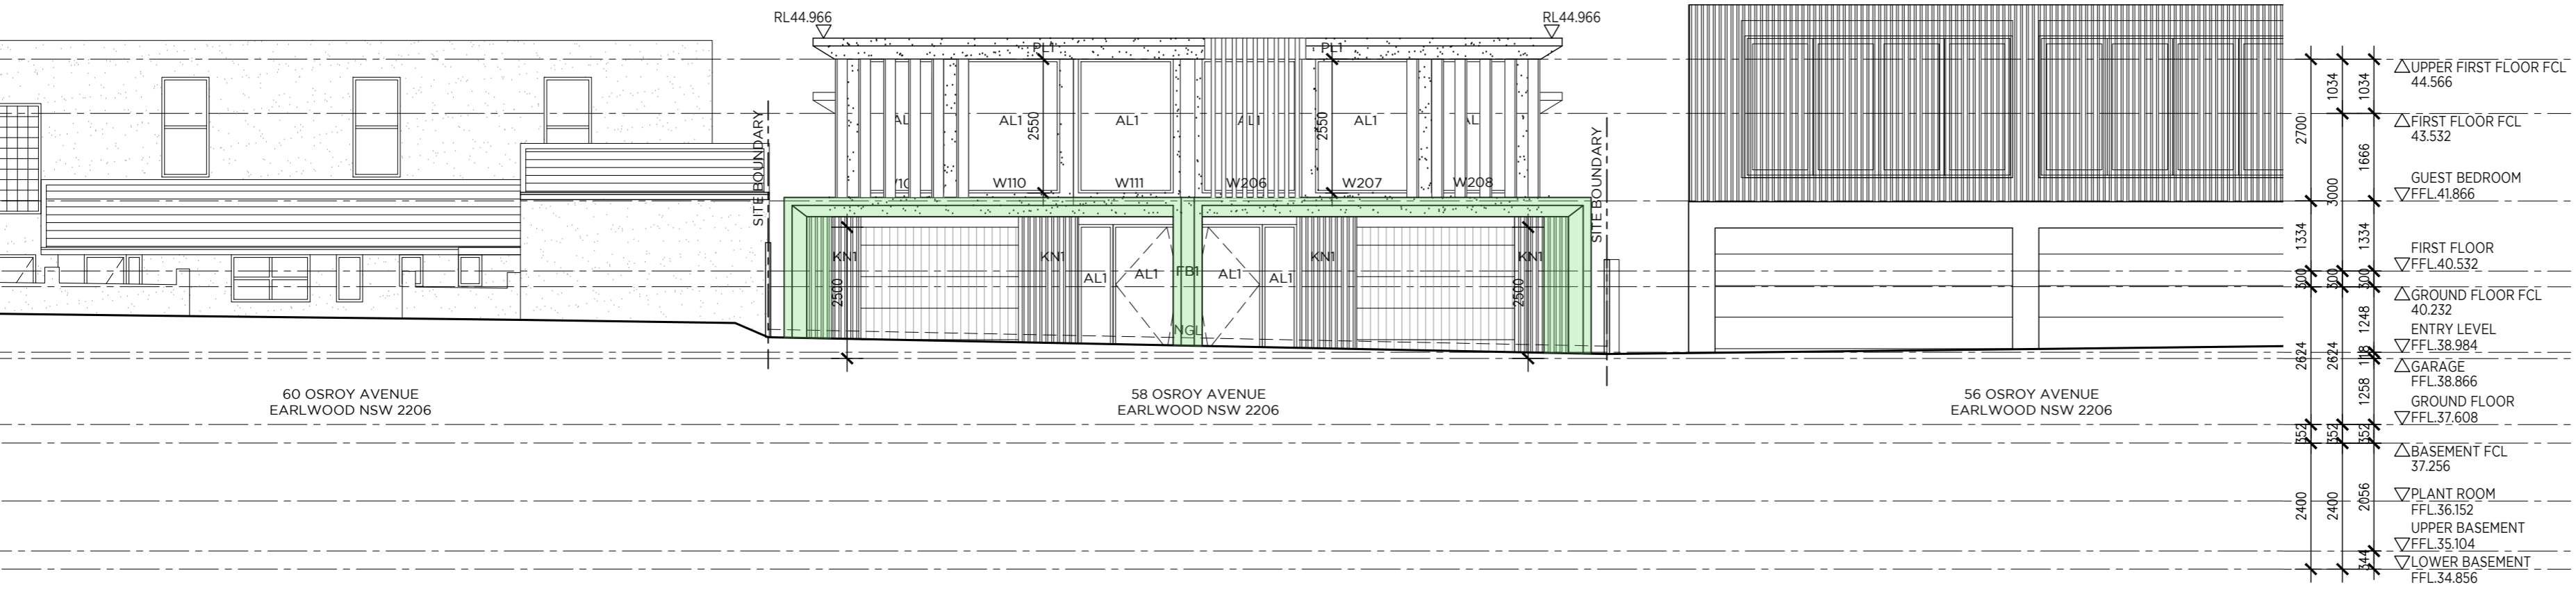 RL44.966
RL44.966
PL1
PL1
AL
AL1
AL1
AL1
AL1
AL
2550
2550
W110
W111
W206
W207
W208
SITE BOUNDARY
SITE BOUNDARY
KN1
KN1
KN1
KN1
AL1
AL1
FB1
AL1
AL1
2500
2500
NGL
60 OSROY AVENUE
EARLWOOD NSW 2206
58 OSROY AVENUE
EARLWOOD NSW 2206
56 OSROY AVENUE
EARLWOOD NSW 2206
2700
3000
300
2624
352
2400
1034
1334
300
2624
352
2400
1034
1666
1334
300
1248
118
1258
352
2056
344
UPPER FIRST FLOOR FCL
44.566
FIRST FLOOR FCL
43.532
GUEST BEDROOM
FFL.41.866
FIRST FLOOR
FFL.40.532
GROUND FLOOR FCL
40.232
ENTRY LEVEL
FFL.38.984
GARAGE
FFL.38.866
GROUND FLOOR
FFL.37.608
BASEMENT FCL
37.256
PLANT ROOM
FFL.36.152
UPPER BASEMENT
FFL.35.104
LOWER BASEMENT
FFL.34.856